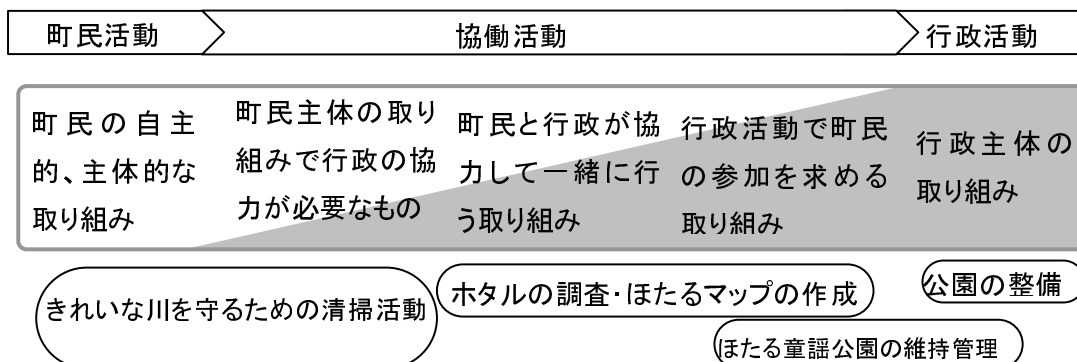 町民活動
協働活動
行政活動
町民の自主
的、主体的な
取り組み
町民主体の取り
組みで行政の協
力が必要なもの
町民と行政が協
力して一緒に行
う取り組み
行政活動で町民
の参加を求める
取り組み
行政主体の
取り組み
きれいな川を守るための清掃活動
ホタルの調査・ほたるマップの作成
公園の整備
ほたる童謡公園の維持管理